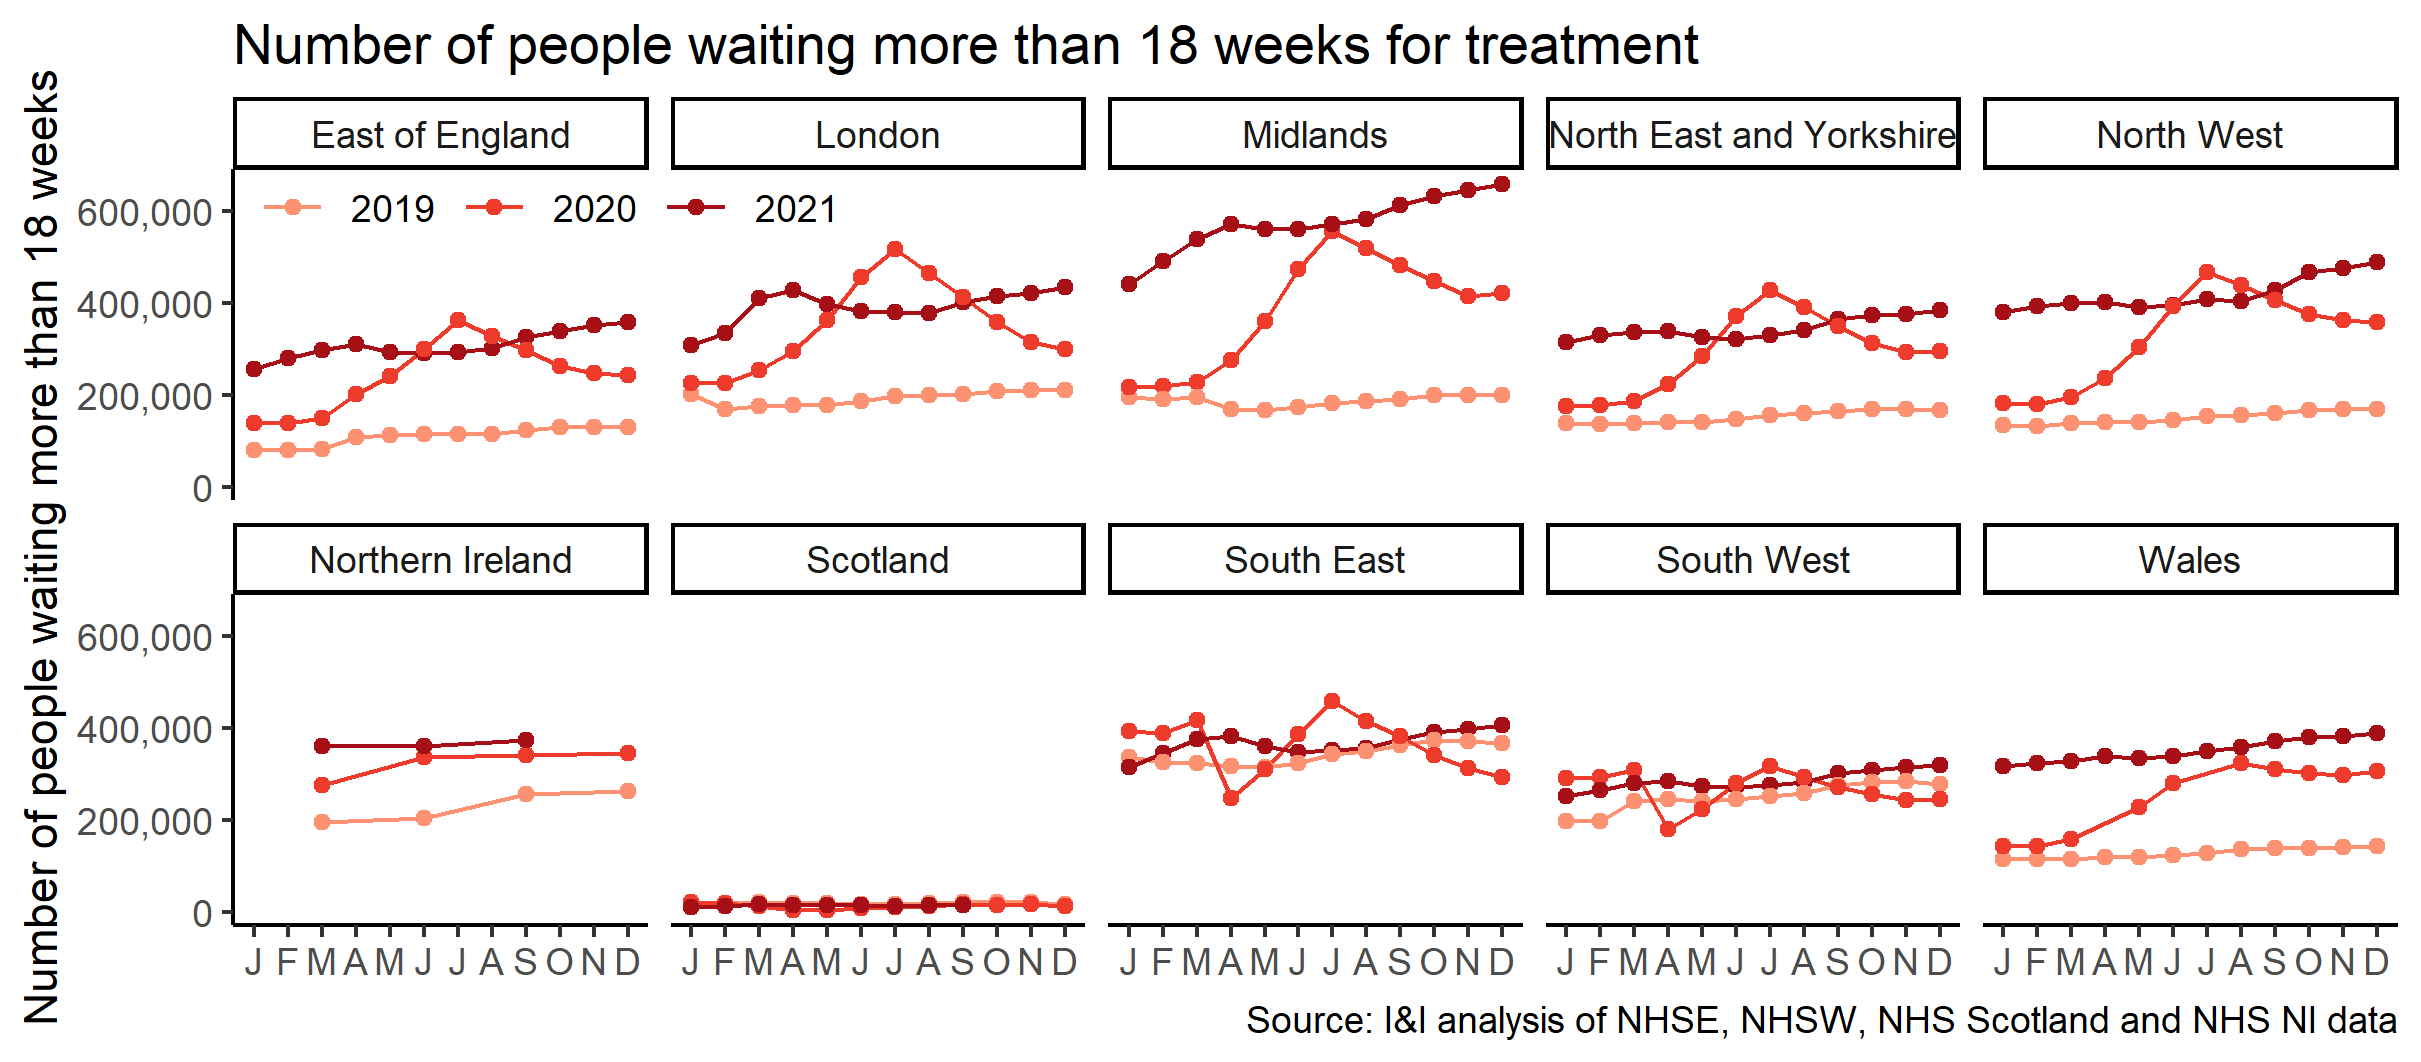 Number of people waiting more than 18 weeks for treatment
Number of people waiting more than 18 weeks
East of England
London
Midlands
North East and Yorkshire
North West
2019 2020 2021
600,000
400,000
200,000
0
Northern Ireland
Scotland
South East
South West
Wales
600,000
400,000
200,000
0
J F M A M J J A S O N D
J F M A M J J A S O N D
J F M A M J J A S O N D
J F M A M J J A S O N D
J F M A M J J A S O N D
Source: I&I analysis of NHSE, NHSW, NHS Scotland and NHS NI data